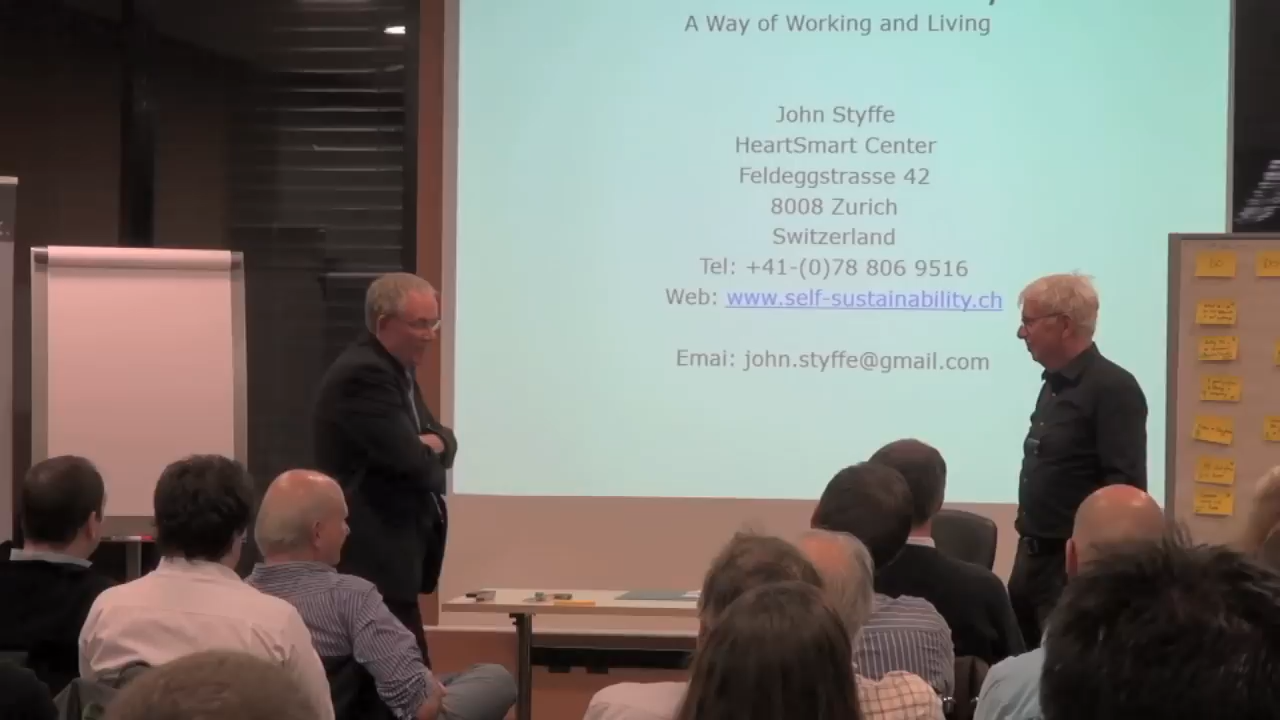 A Way of Working and Living
John Styffe
HeartSmart Center
Feldeggstrasse 42
8008 Zurich
Switzerland
Tel: +41-(0)78 806 9516
Web: www.self-sustainability.ch
Emai: john.styffe@gmail.com